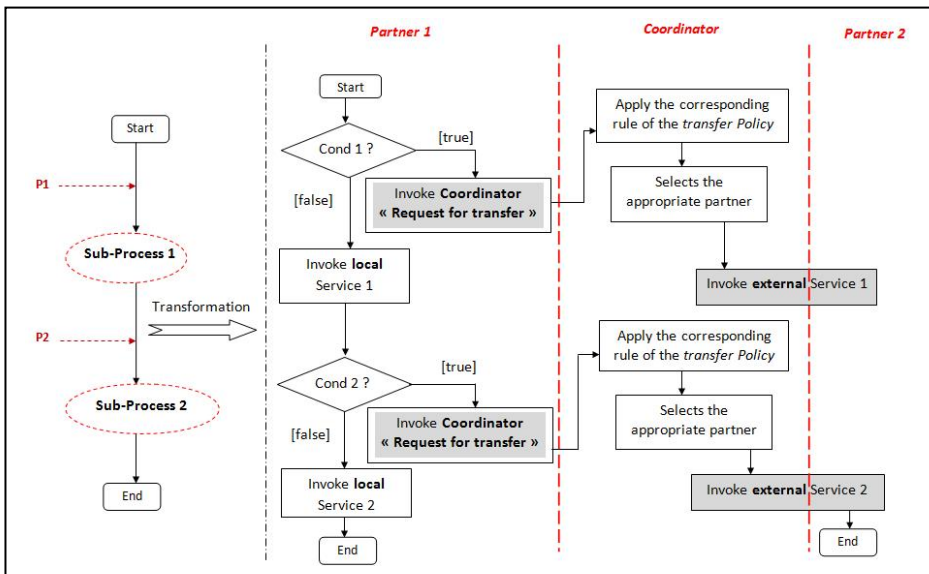 Partner 1
Coordinator
Partner 2
Start
P1
Sub-Process 1
Transformation
P2
Sub-Process 2
End
Start
Cond 1 ?
[true]
[false]
Invoke Coordinator
« Request for transfer »
Invoke local
Service 1
Cond 2 ?
[true]
[false]
Invoke Coordinator
« Request for transfer »
Invoke local
Service 2
End
Apply the corresponding
rule of the transfer Policy
Selects the
appropriate partner
Invoke external Service 1
Apply the corresponding
rule of the transfer Policy
Selects the
appropriate partner
Invoke external Service 2
End